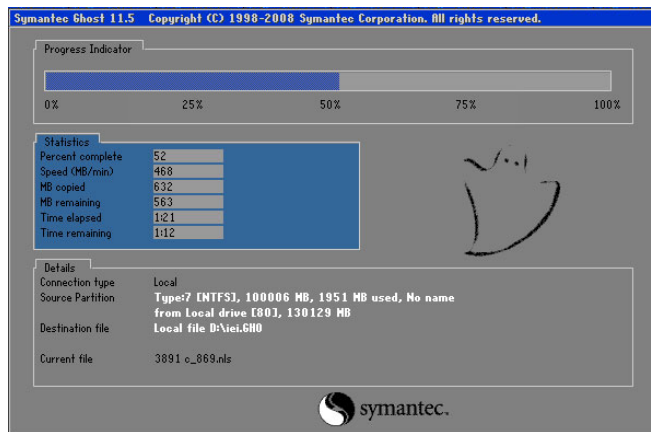 Symantec Ghost 11.5 Copyright (C) 1998-2008 Symantec Corporation. All rights reserved.
Progress Indicator
0% 25% 50% 75% 100%
Statistics
Percent complete 52
Speed (MB/min) 468
MB copied 632
MB remaining 563
Time elapsed 1:21
Time remaining 1:12
Details
Connection type Local
Source Partition Type:7 [NTFS], 100006 MB, 1951 MB used, No name
from Local drive [80], 130129 MB
Destination file Local file D:\iei.GHO
Current file 3891 c_869.nls
symantec.